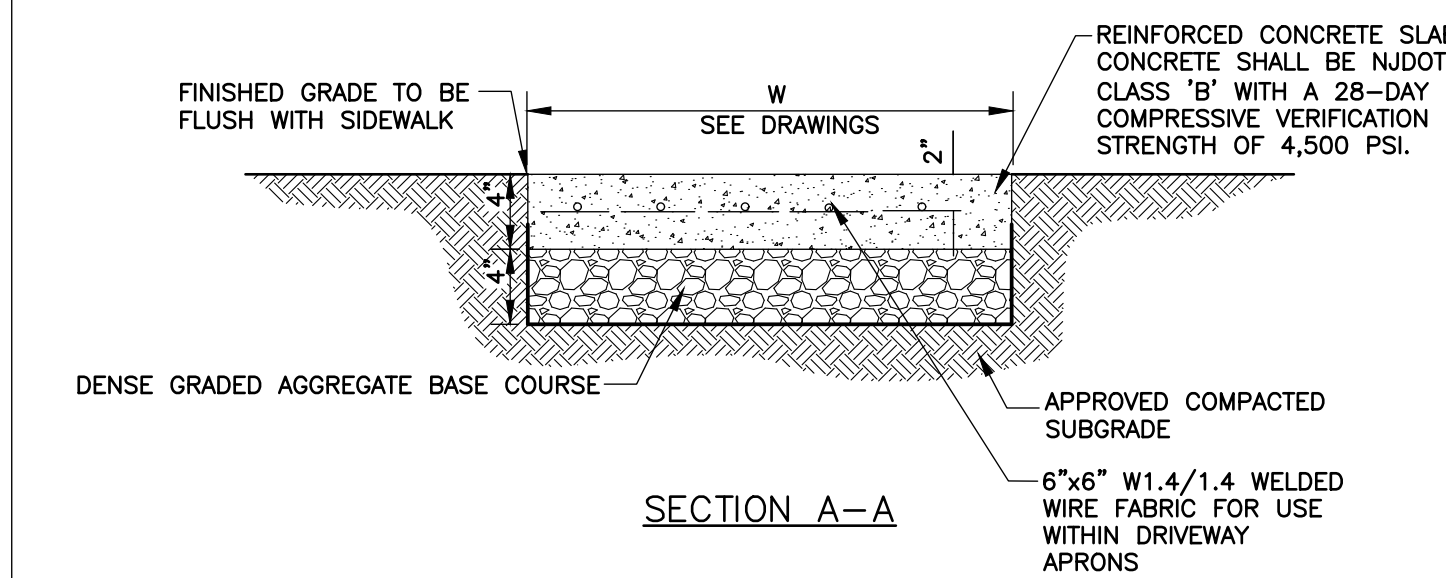 REINFORCED CONCRETE SLAB
CONCRETE SHALL BE NJDOT
CLASS 'B' WITH A 28-DAY
COMPRESSIVE VERIFICATION
STRENGTH OF 4,500 PSI.
FINISHED GRADE TO BE
FLUSH WITH SIDEWALK
W
SEE DRAWINGS
2"
4"
4"
DENSE GRADED AGGREGATE BASE COURSE
APPROVED COMPACTED
SUBGRADE
6"x6" W1.4/1.4 WELDED
WIRE FABRIC FOR USE
WITHIN DRIVEWAY
APRONS
SECTION A-A